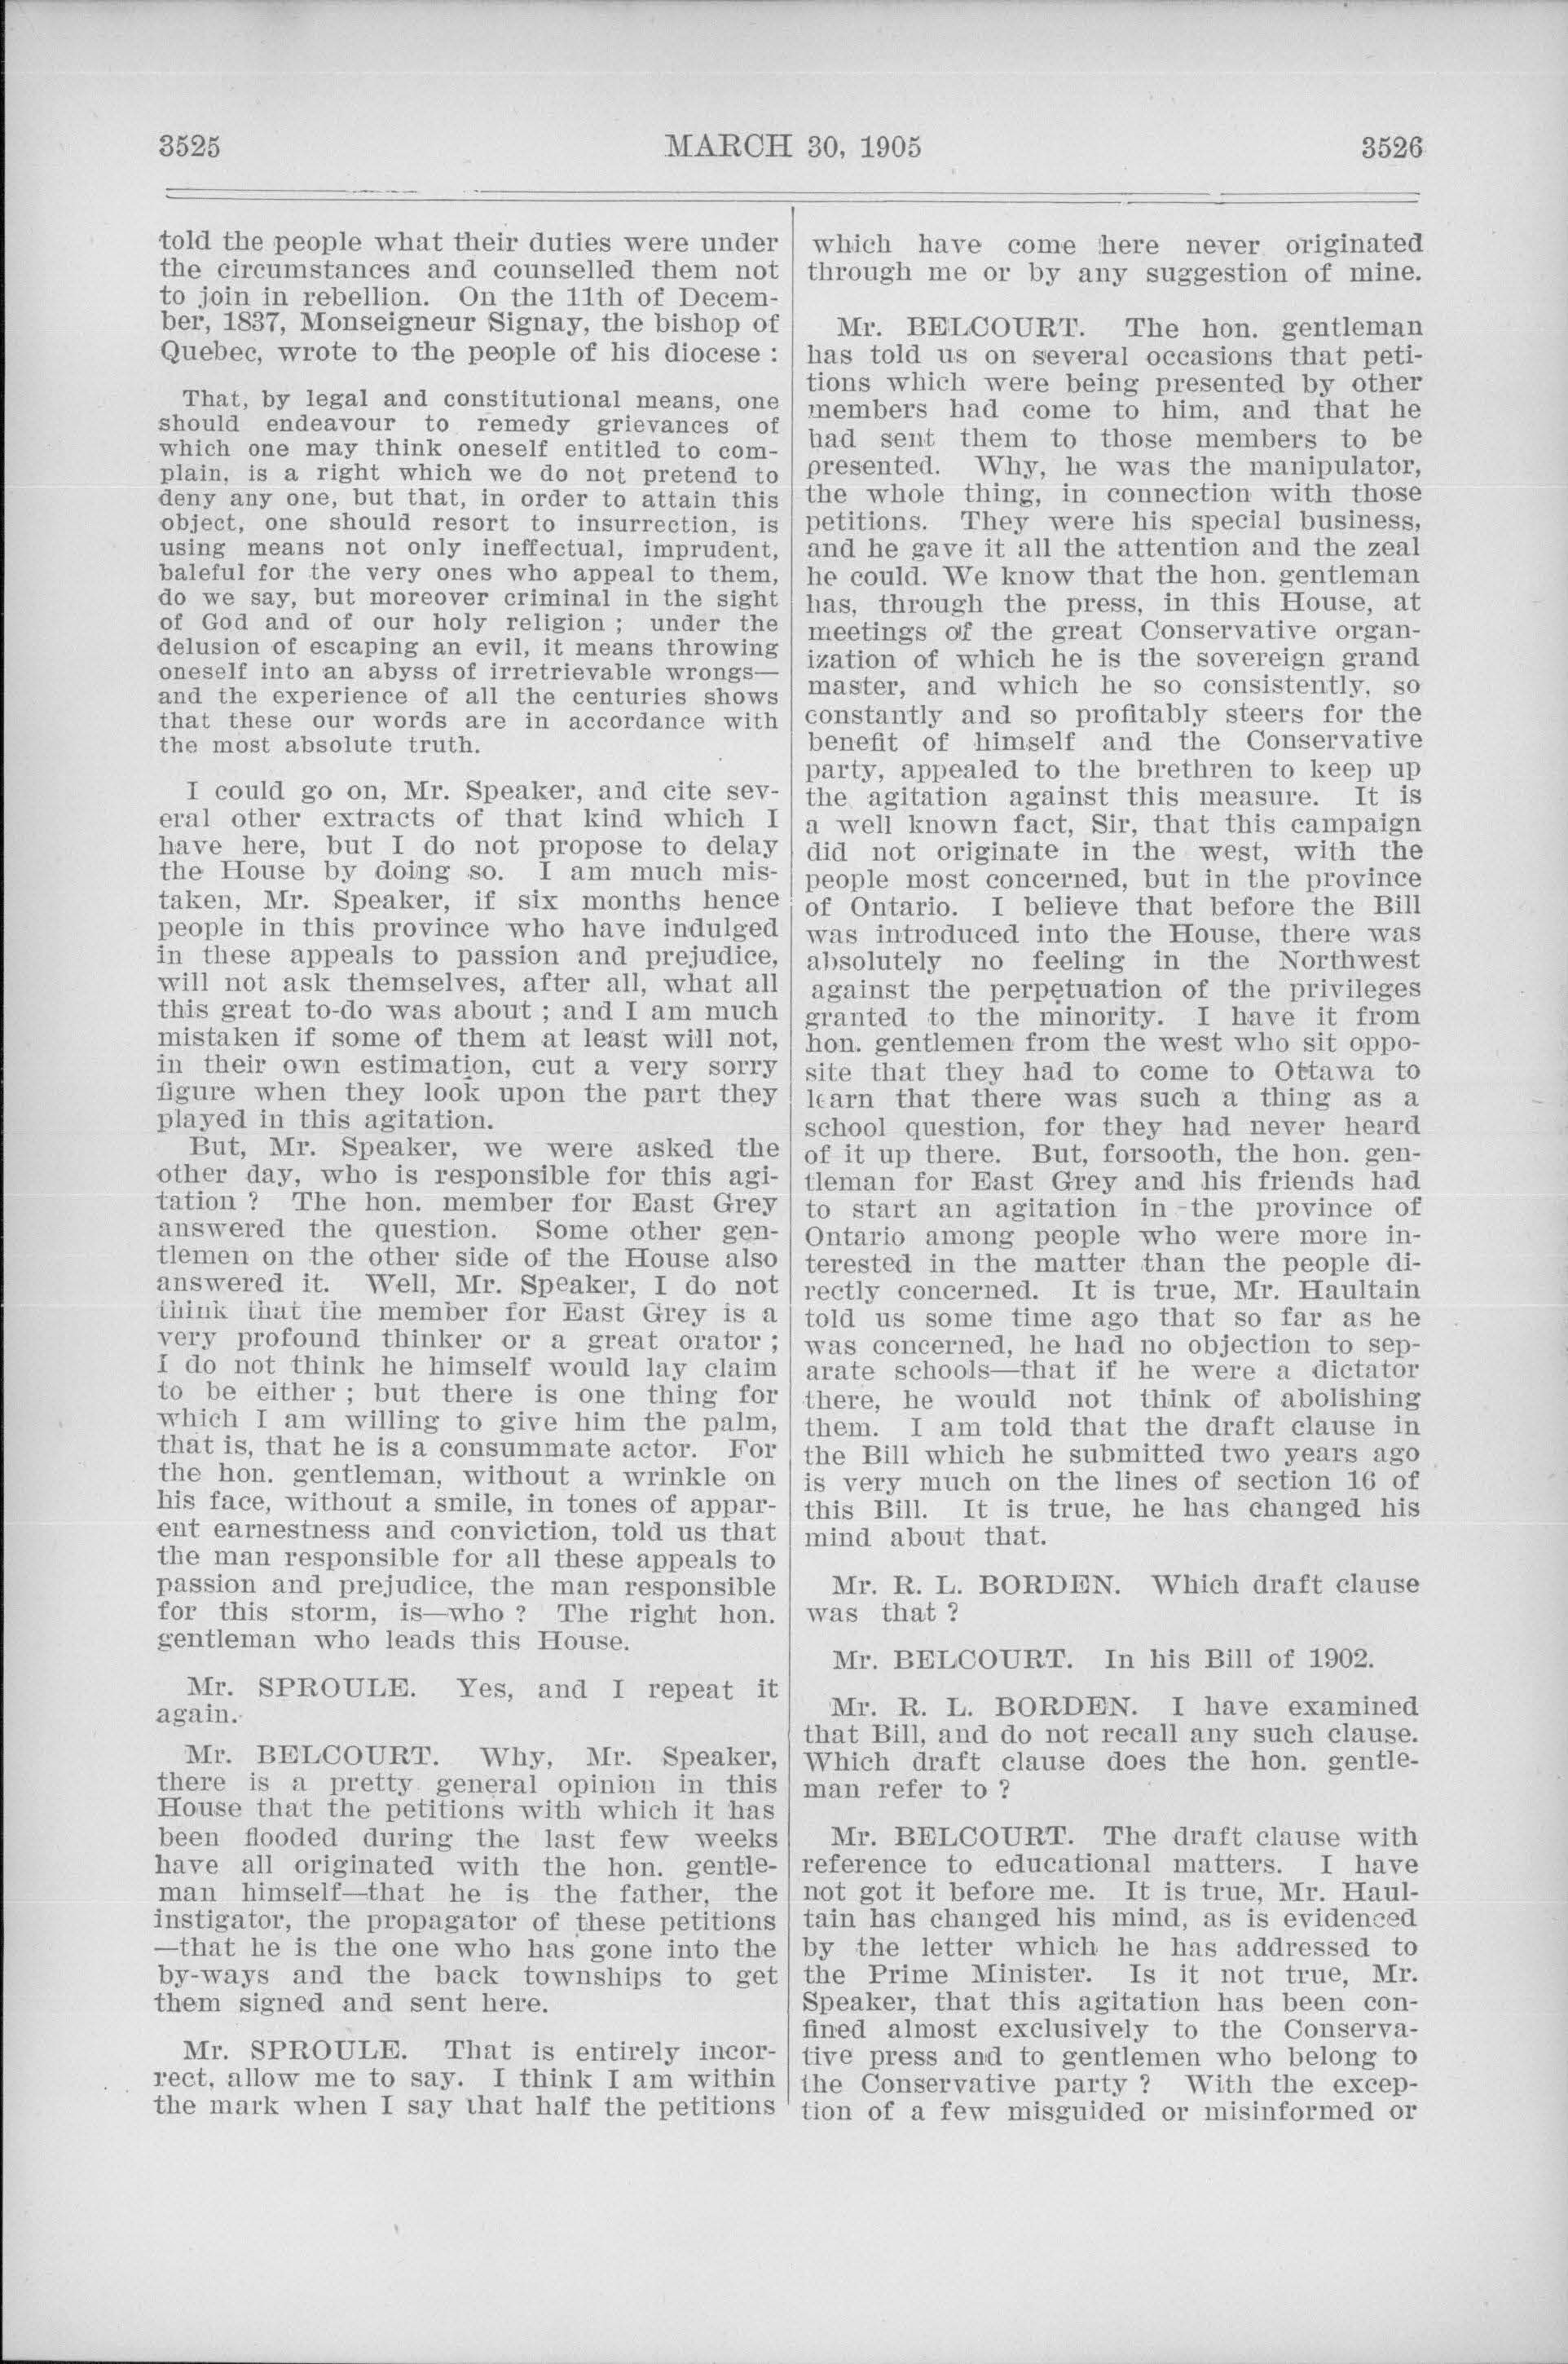 3525 MARCH 30, 1905 3526
told the people what their duties were under
the circumstances and counselled them not
to join in rebellion. On the 11th of Decem-
ber, 1837, Monseigneur Signay, the bishop of
Quebec, wrote to the people of his diocese :
That, by legal and constitutional means, one
should endeavour to remedy grievances of
which one may think oneself entitled to com-
plain, is a right which we do not pretend to
deny any one, but that, in order to attain this
object, one should resort to insurrection, is
using means not only ineffectual, imprudent,
baleful for the very ones who appeal to them,
do we say, but moreover criminal in the sight
of God and of our holy religion ; under the
delusion of escaping an evil, it means throwing
oneself into an abyss of irretrievable wrongs—
and the experience of all the centuries shows
that these our words are in accordance with
the most absolute truth.
I could go on, Mr. Speaker, and cite sev-
eral other extracts of that kind which I
have here, but I do not propose to delay
the House by doing so. I am much mis-
taken, Mr. Speaker, if six months hence
people in this province who have indulged
in these appeals to passion and prejudice,
will not ask themselves, after all, what all
this great to-do was about ; and I am much
mistaken if some of them at least will not,
in their own estimation, cut a very sorry
figure when they look upon the part they
played in this agitation.
But, Mr. Speaker, we were asked the
other day, who is responsible for this agi-
tation ? The hon. member for East Grey
answered the question. Some other gen-
tlemen on the other side of the House also
answered it. Well, Mr. Speaker, I do not
think that the member for East Grey is a
very profound thinker or a great orator ;
I do not think he himself would lay claim
to be either ; but there is one thing for
which I am willing to give him the palm,
that is, that he is a consummate actor. For
the hon. gentleman, without a wrinkle on
his face, without a smile, in tones of appar-
ent earnestness and conviction, told us that
the man responsible for all these appeals to
passion and prejudice, the man responsible
for this storm, is—who ? The right hon.
gentleman who leads this House.
Mr. SPROULE. Yes, and I repeat it
again.
Mr. BELCOURT. Why, Mr. Speaker,
there is a pretty general opinion in this
House that the petitions with which it has
been flooded during the last few weeks
have all originated with the hon. gentle-
man himself—that he is the father, the
instigator, the propagator of these petitions
—that he is the one who has gone into the
by-ways and the back townships to get
them signed and sent here.
Mr. SPROULE. That is entirely incor-
rect, allow me to say. I think I am within
the mark when I say that half the petitions
which have come here never originated
through me or by any suggestion of mine.
Mr. BELCOURT. The hon. gentleman
has told us on several occasions that peti-
tions which were being presented by other
members had come to him, and that he
had sent them to those members to be
presented. Why, he was the manipulator,
the whole thing, in connection with those
petitions. They were his special business,
and he gave it all the attention and the zeal
he could. We know that the hon. gentleman
has, through the press, in this House, at
meetings of the great Conservative organ-
ization of which he is the sovereign grand
master, and which he so consistently, so
constantly and so profitably steers for the
benefit of himself and the Conservative
party, appealed to the brethren to keep up
the agitation against this measure. It is
a well known fact, Sir, that this campaign
did not originate in the west, with the
people most concerned, but in the province
of Ontario. I believe that before the Bill
was introduced into the House, there was
absolutely no feeling in the Northwest
against the perpetuation of the privileges
granted to the minority. I have it from
hon. gentlemen from the west who sit oppo-
site that they had to come to Ottawa to
learn that there was such a thing as a
school question, for they had never heard
of it up there. But, forsooth, the hon. gen-
tleman for East Grey and his friends had
to start an agitation in the province of
Ontario among people who were more in-
terested in the matter than the people di-
rectly concerned. It is true, Mr. Haultain
told us some time ago that so far as he
was concerned, he had no objection to sep-
arate schools—that if he were a dictator
there, he would not think of abolishing
them. I am told that the draft clause in
the Bill which he submitted two years ago
is very much on the lines of section 16 of
this Bill. It is true, he has changed his
mind about that.
Mr. R. L. BORDEN. Which draft clause
was that ?
Mr. BELCOURT. In his Bill of 1902.
Mr. R. L. BORDEN. I have examined
that Bill, and do not recall any such clause.
Which draft clause does the hon. gentle-
man refer to ?
Mr. BELCOURT. The draft clause with
reference to educational matters. I have
not got it before me. It is true, Mr. Haul-
tain has changed his mind, as is evidenced
by the letter which he has addressed to
the Prime Minister. Is it not true, Mr.
Speaker, that this agitation has been con-
fined almost exclusively to the Conserva-
tive press and to gentlemen who belong to
the Conservative party ? With the excep-
tion of a few misguided or misinformed or